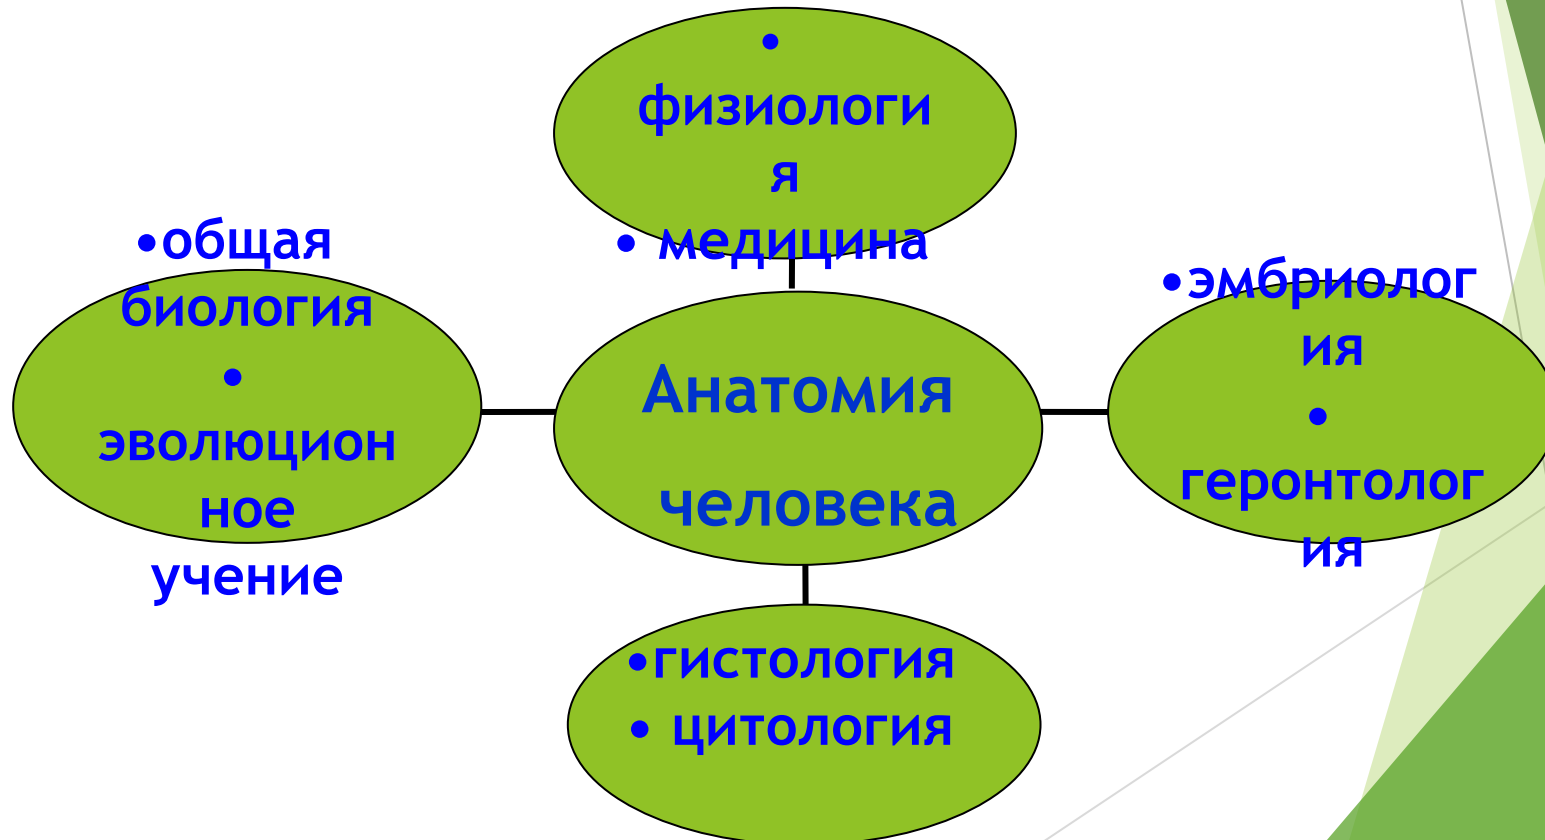 •
физиологи
я
• медицина
•общая
биология
•
эволюцион
ное
учение
Анатомия
человека
•эмбриолог
ия
•
геронтолог
ия
•гистология
• цитология